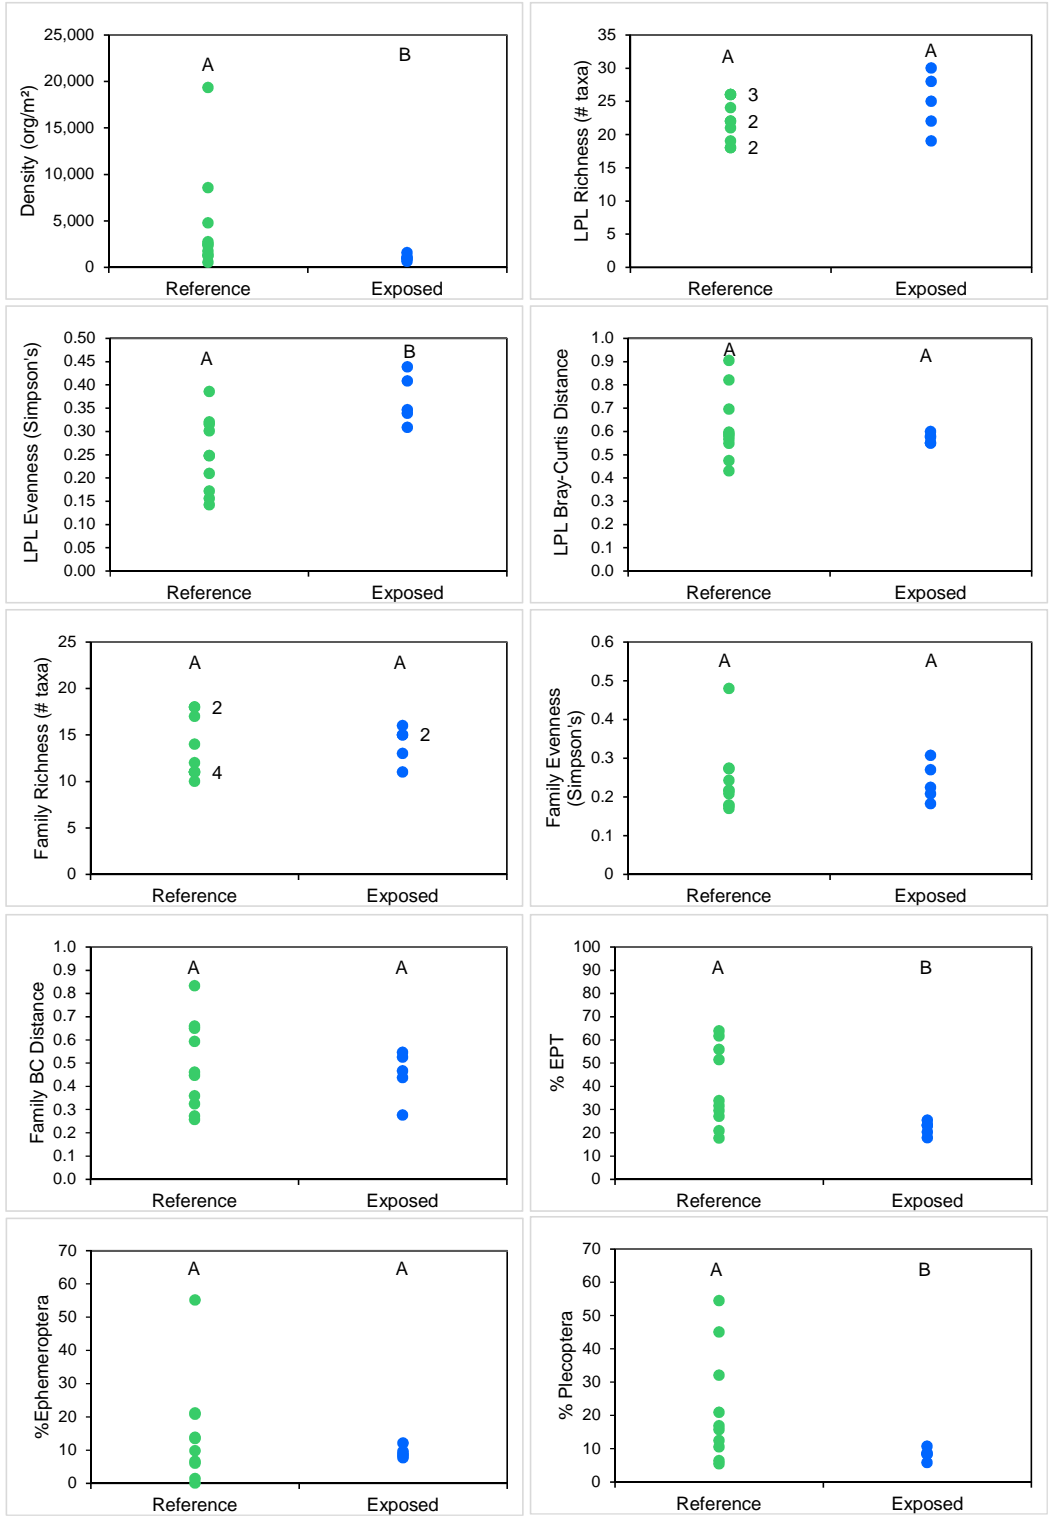 25,000
20,000
15,000
10,000
5,000
0
Density (org/m²)
A
B
Reference
Exposed
35
30
25
20
15
10
5
0
LPL Richness (# taxa)
A
A
3
2
2
Reference
Exposed
0.50
0.45
0.40
0.35
0.30
0.25
0.20
0.15
0.10
0.05
0.00
LPL Evenness (Simpson's)
A
B
Reference
Exposed
1.0
0.9
0.8
0.7
0.6
0.5
0.4
0.3
0.2
0.1
0.0
LPL Bray-Curtis Distance
A
A
Reference
Exposed
25
20
15
10
5
0
Family Richness (# taxa)
A
A
2
2
4
Reference
Exposed
0.6
0.5
0.4
0.3
0.2
0.1
0
Family Evenness
(Simpson's)
A
A
Reference
Exposed
1.0
0.9
0.8
0.7
0.6
0.5
0.4
0.3
0.2
0.1
0.0
Family BC Distance
A
A
Reference
Exposed
100
90
80
70
60
50
40
30
20
10
0
% EPT
A
B
Reference
Exposed
70
60
50
40
30
20
10
0
%Ephemeroptera
A
A
Reference
Exposed
70
60
50
40
30
20
10
0
% Plecoptera
A
B
Reference
Exposed